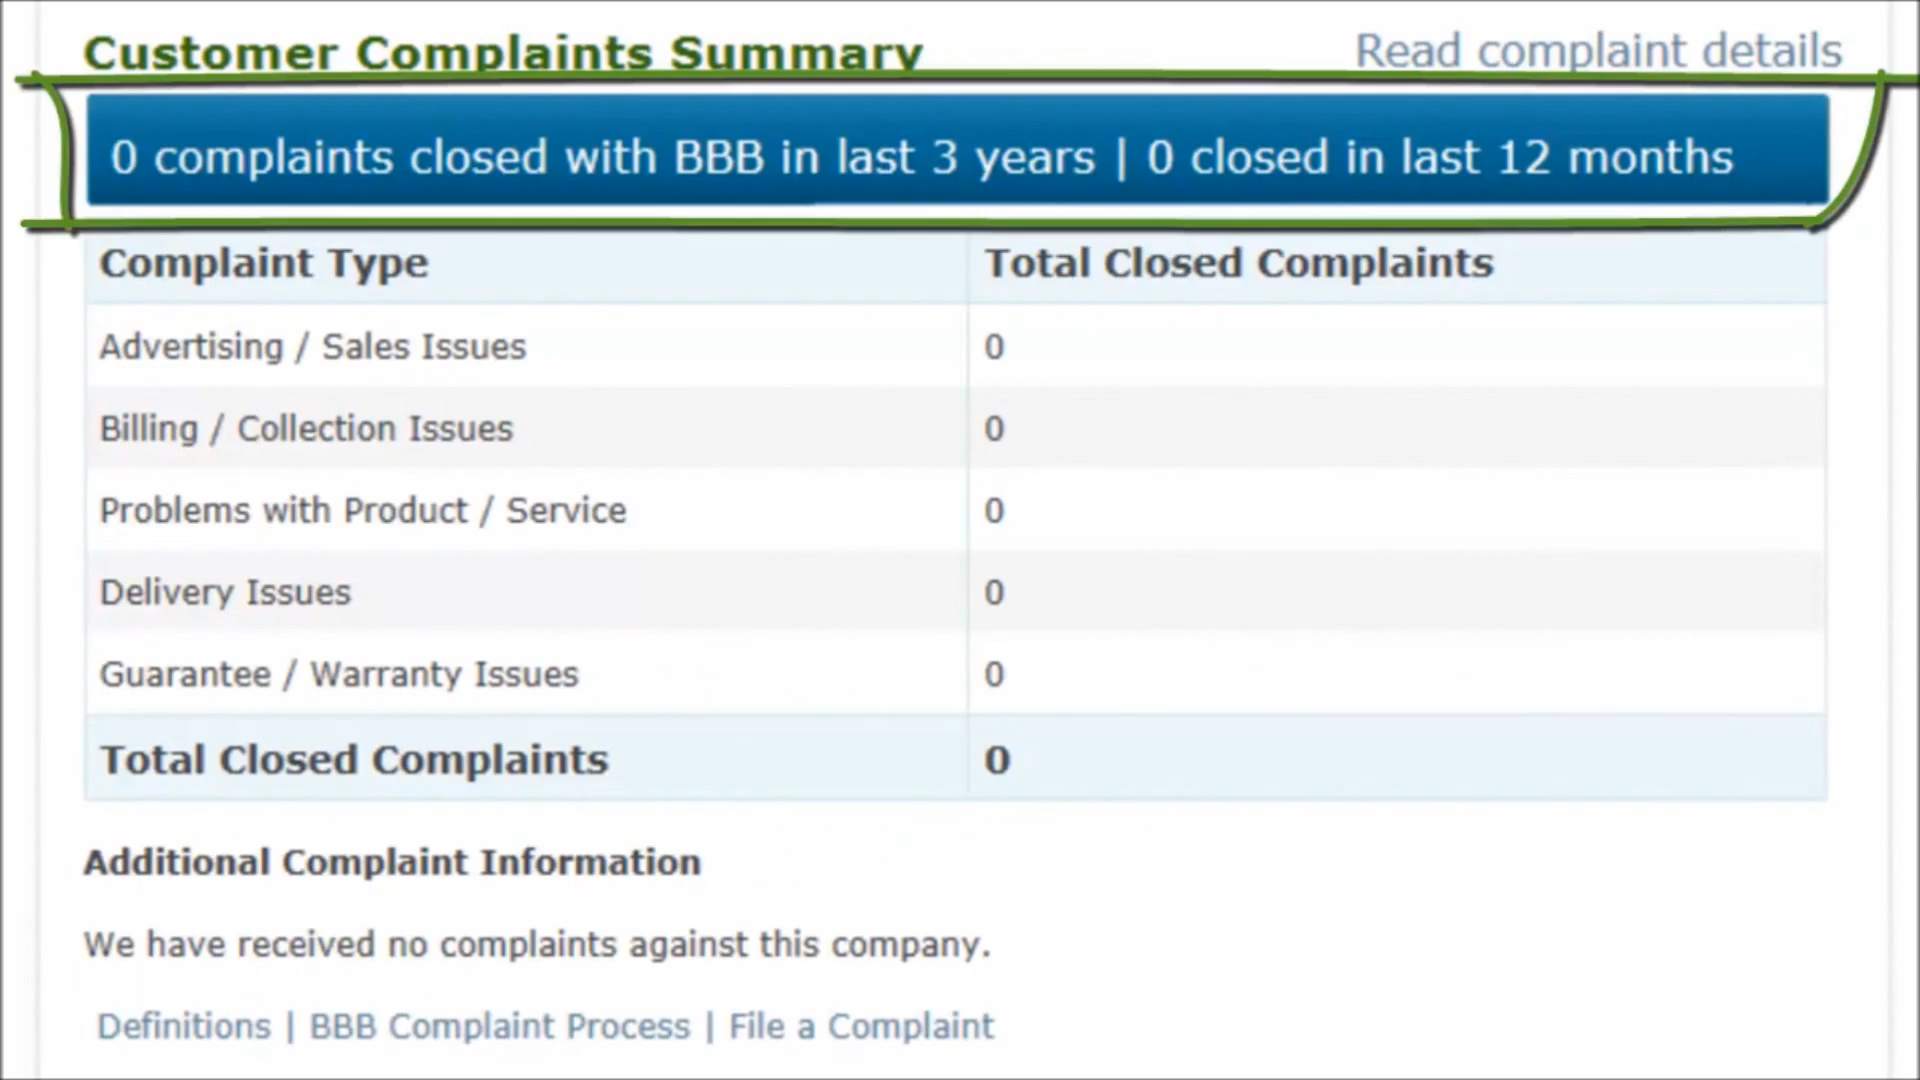 Customer Complaints Summary
Read complaint details
0 complaints closed with BBB in last 3 years | 0 closed in last 12 months
Complaint Type
Total Closed Complaints
Advertising / Sales Issues
0
Billing / Collection Issues
0
Problems with Product / Service
0
Delivery Issues
0
Guarantee / Warranty Issues
0
Total Closed Complaints
0
Additional Complaint Information
We have received no complaints against this company.
Definitions | BBB Complaint Process | File a Complaint